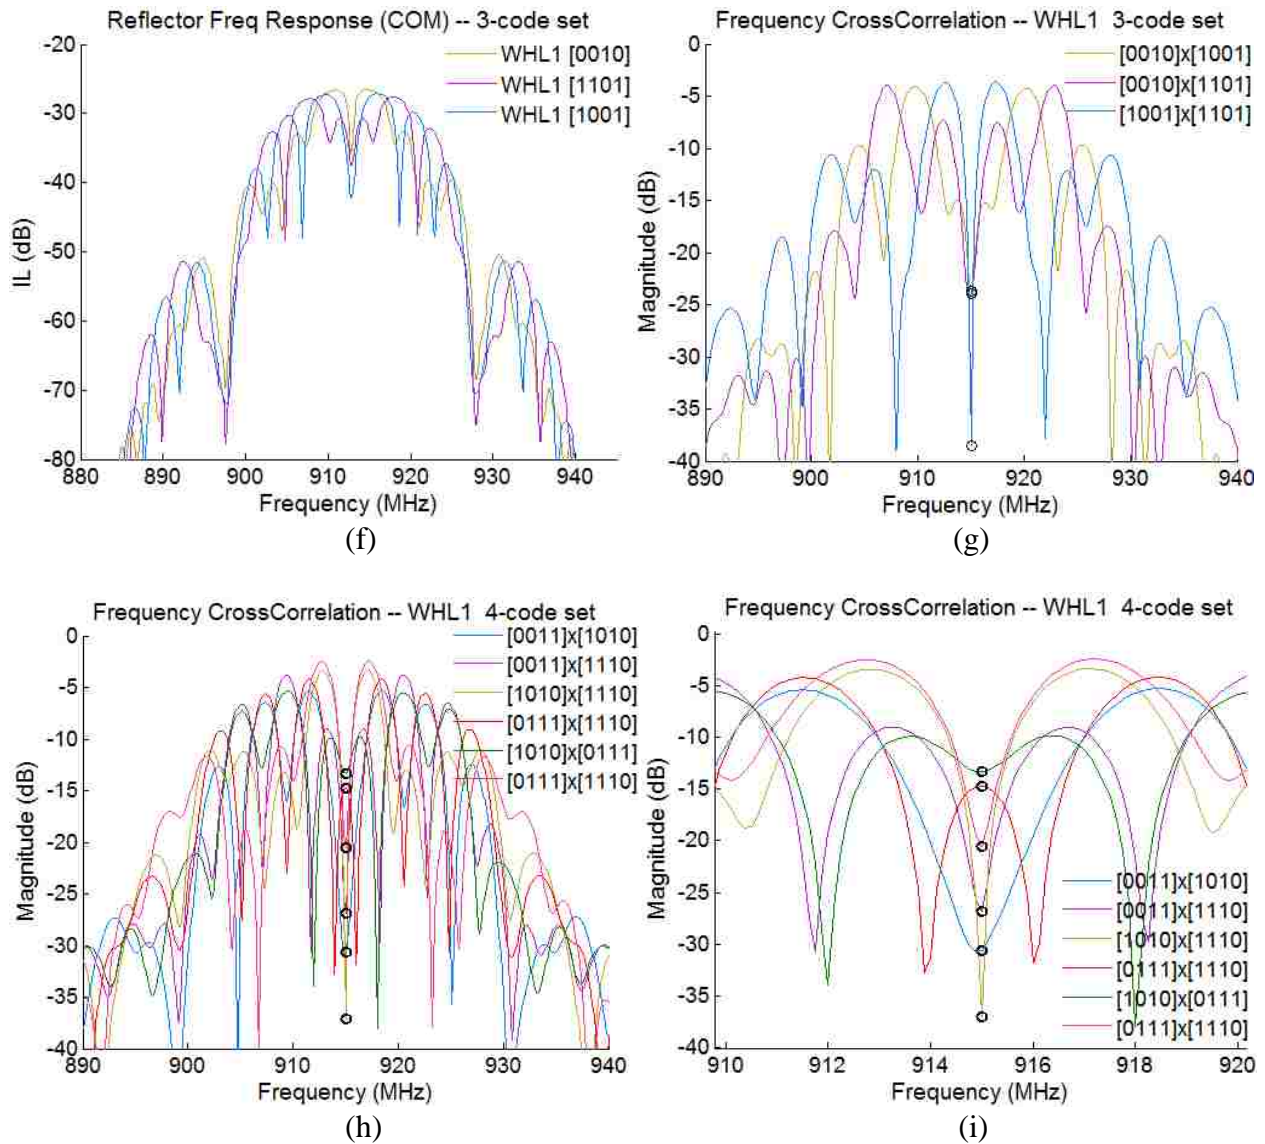 Reflector Freq Response (COM) -- 3-code set
-20
-30
-40
-50
-60
-70
-80
IL (dB)
WHL1 [0010]
WHL1 [1101]
WHL1 [1001]
880 890 900 910 920 930 940
Frequency (MHz)
(f)
Frequency CrossCorrelation -- WHL1 3-code set
0
-5
-10
-15
-20
-25
-30
-35
-40
Magnitude (dB)
[0010]x[1001]
[0010]x[1101]
[1001]x[1101]
890 900 910 920 930 940
Frequency (MHz)
(g)
Frequency CrossCorrelation -- WHL1 4-code set
0
-5
-10
-15
-20
-25
-30
-35
-40
Magnitude (dB)
[0011]x[1010]
[0011]x[1110]
[1010]x[1110]
[0111]x[1110]
[1010]x[0111]
[0111]x[1110]
890 900 910 920 930 940
Frequency (MHz)
(h)
Frequency CrossCorrelation -- WHL1 4-code set
0
-5
-10
-15
-20
-25
-30
-35
-40
Magnitude (dB)
[0011]x[1010]
[0011]x[1110]
[1010]x[1110]
[0111]x[1110]
[1010]x[0111]
[0111]x[1110]
910 912 914 916 918 920
Frequency (MHz)
(i)